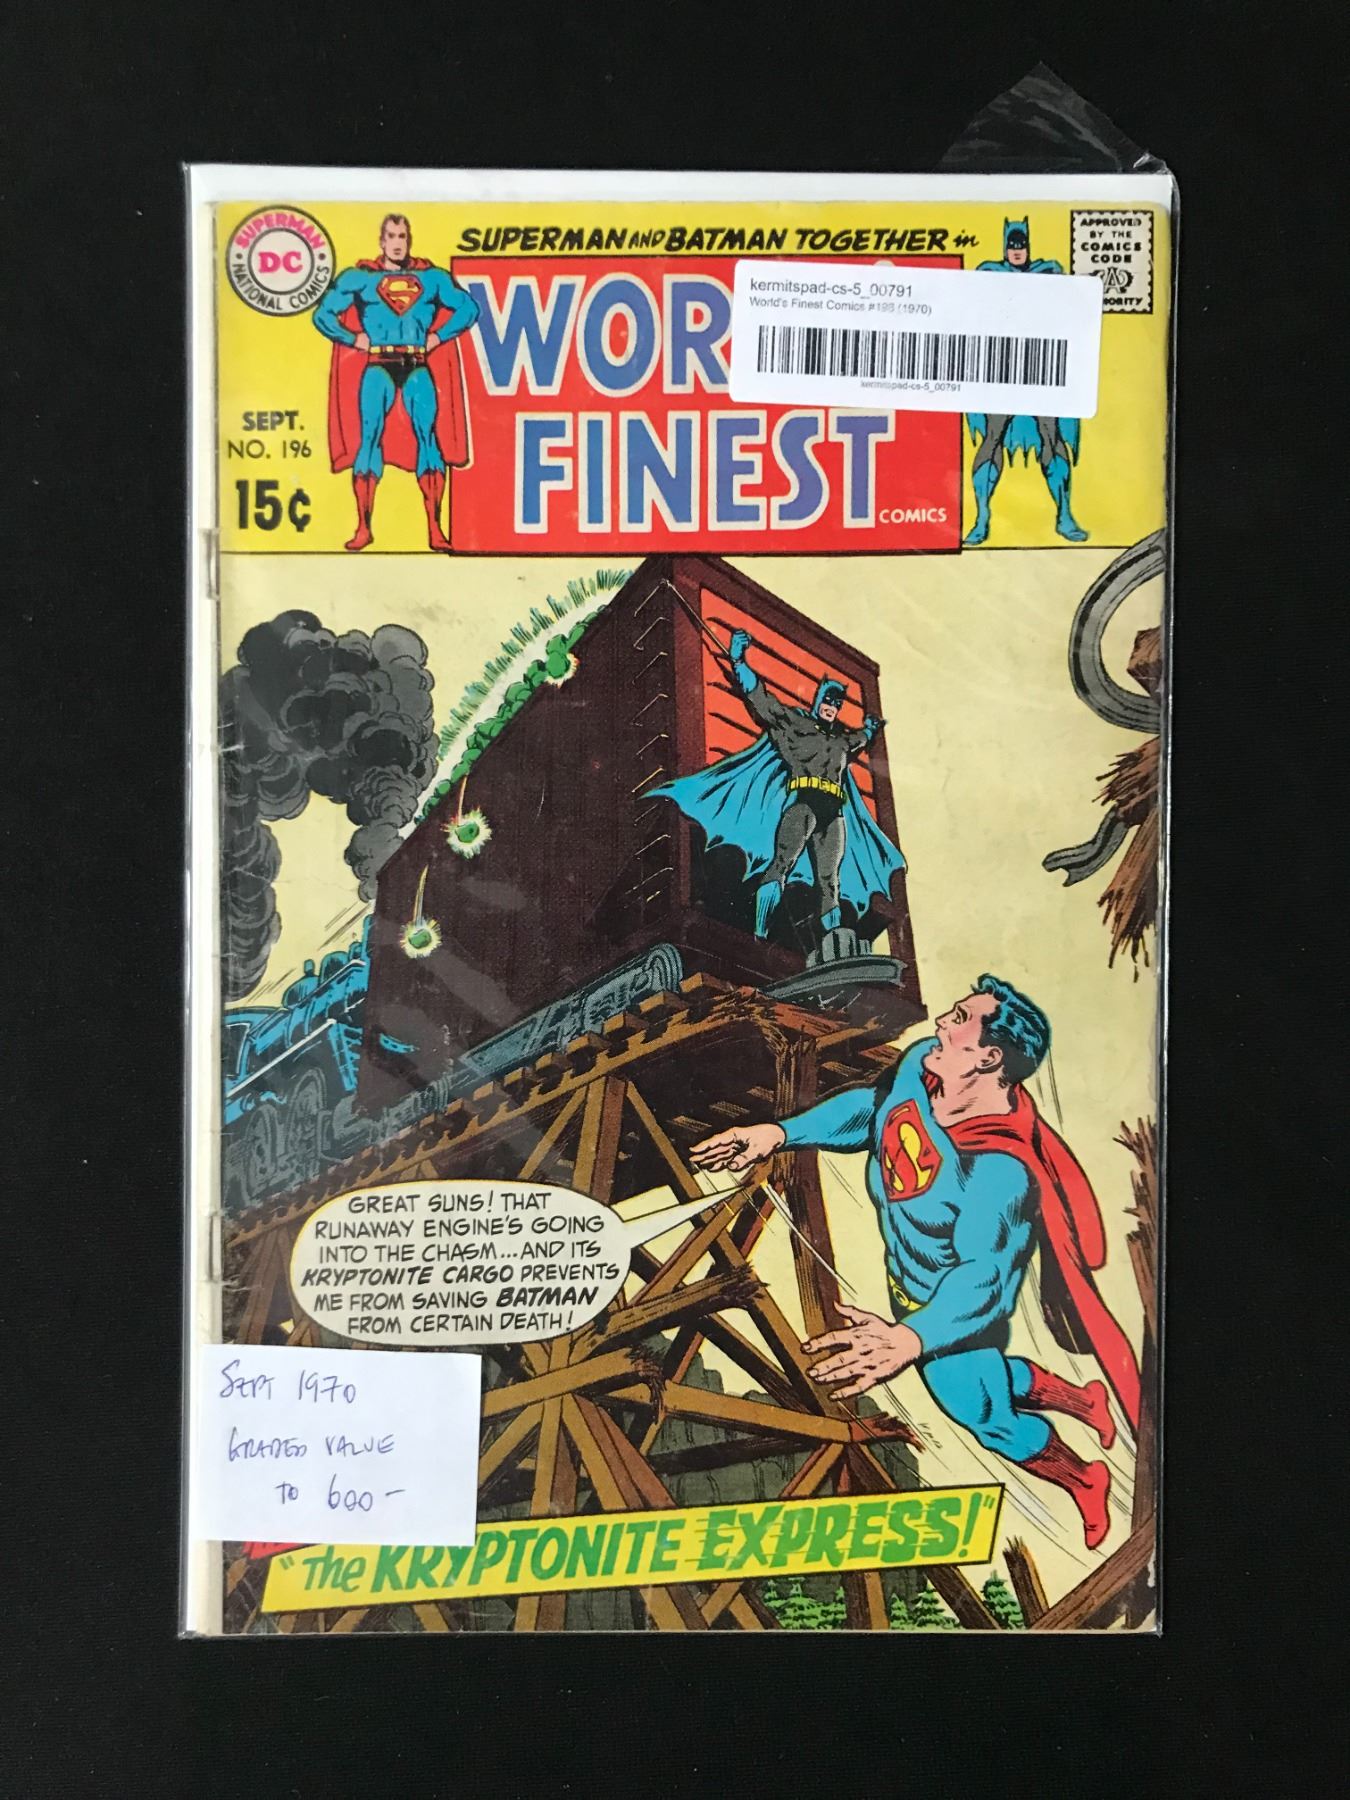 SUPERMAN
DC
NATIONAL COMICS
SUPERMAN AND BATMAN TOGETHER in
APPROVED
BY THE
COMICS
CODE
CA
ORITY
WOR
kermitspad-cs-5_00791
World's Finest Comics #196 (1970)
kermitspad-cs-5_00791
SEPT.
NO. 196
15¢
FINEST
COMICS
GREAT SUNS! THAT
RUNAWAY ENGINE'S GOING
INTO THE CHASM...AND ITS
KRYPTONITE CARGO PREVENTS
ME FROM SAVING BATMAN
FROM CERTAIN DEATH!
SEPT 1970
GRADED VALUE
TO 600-
"The KRYPTONITE EXPRESS!"